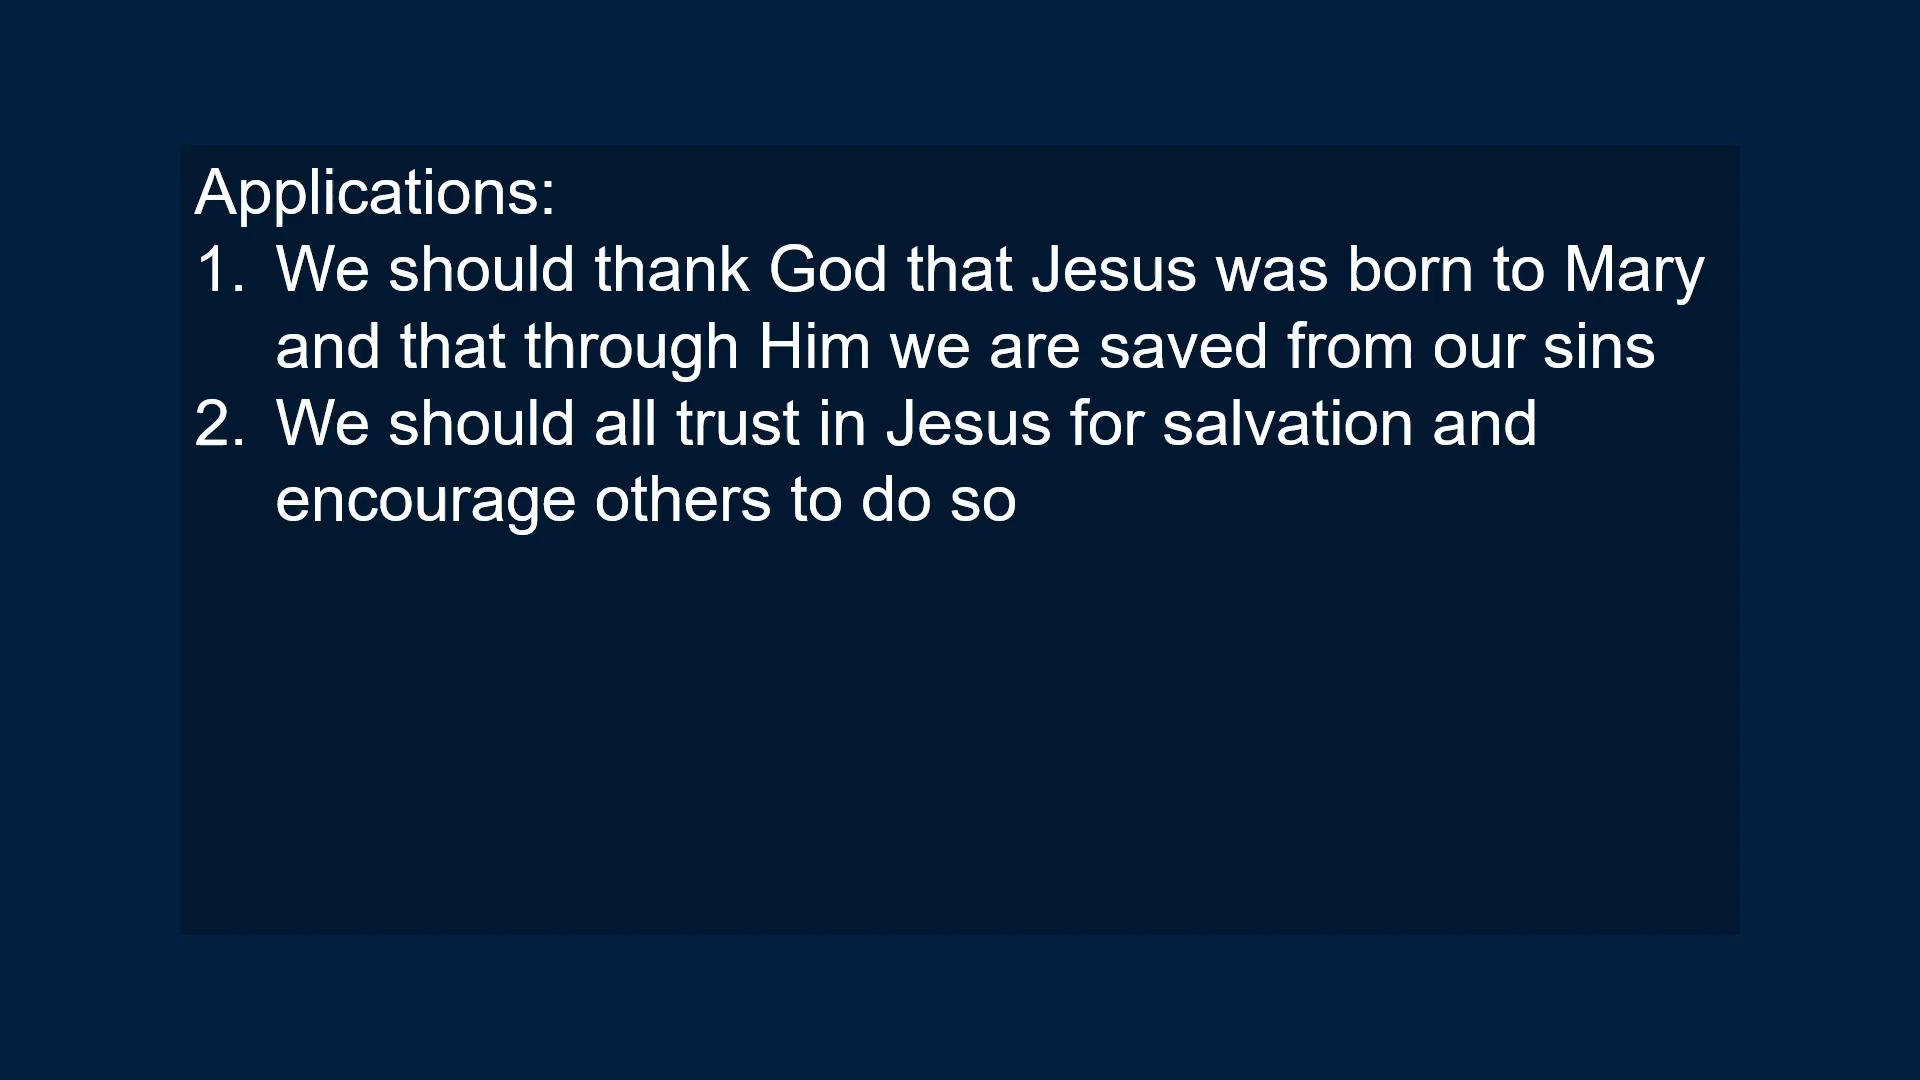 Applications:
1. We should thank God that Jesus was born to Mary
and that through Him we are saved from our sins
2. We should all trust in Jesus for salvation and
encourage others to do so